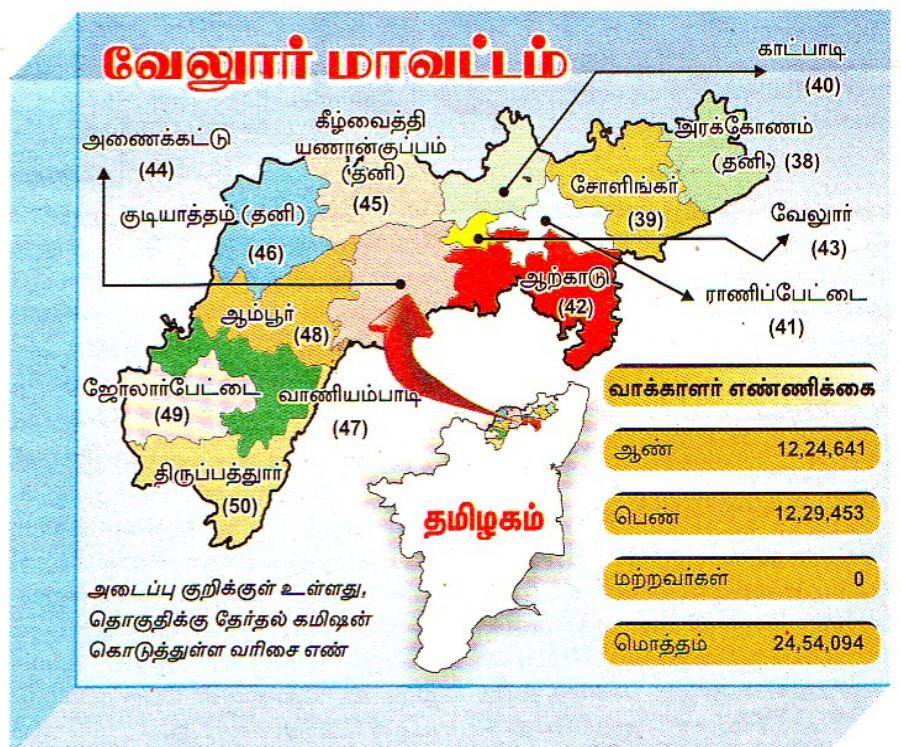 வேலூர் மாவட்டம்
காட்பாடி
(40)
அரக்கோணம்
(தனி) (38)
கீழ்வைத்தி
யணான்குப்பம்
(தனி)
(45)
அணைக்கட்டு
(44)
சோளிங்கர்
(39)
குடியாத்தம் (தனி)
(46)
வேலூர்
(43)
ஆற்காடு
(42)
ராணிப்பேட்டை
(41)
ஆம்பூர்
(48)
ஜோலார்பேட்டை
(49)
வாணியம்பாடி
(47)
திருப்பத்தூர்
(50)
தமிழகம்
வாக்காளர் எண்ணிக்கை
ஆண் 12,24,641
பெண் 12,29,453
மற்றவர்கள் 0
மொத்தம் 24,54,094
அடைப்பு குறிக்குள் உள்ளது,
தொகுதிக்கு தேர்தல் கமிஷன்
கொடுத்துள்ள வரிசை எண்